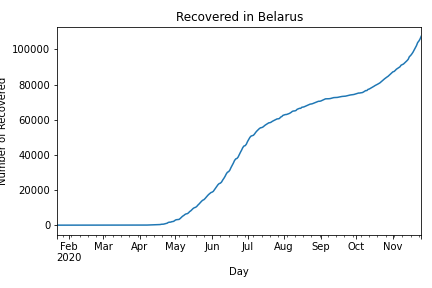 Recovered in Belarus
Number of Recovered
100000
80000
60000
40000
20000
0
Feb Mar Apr May Jun Jul Aug Sep Oct Nov
2020
Day